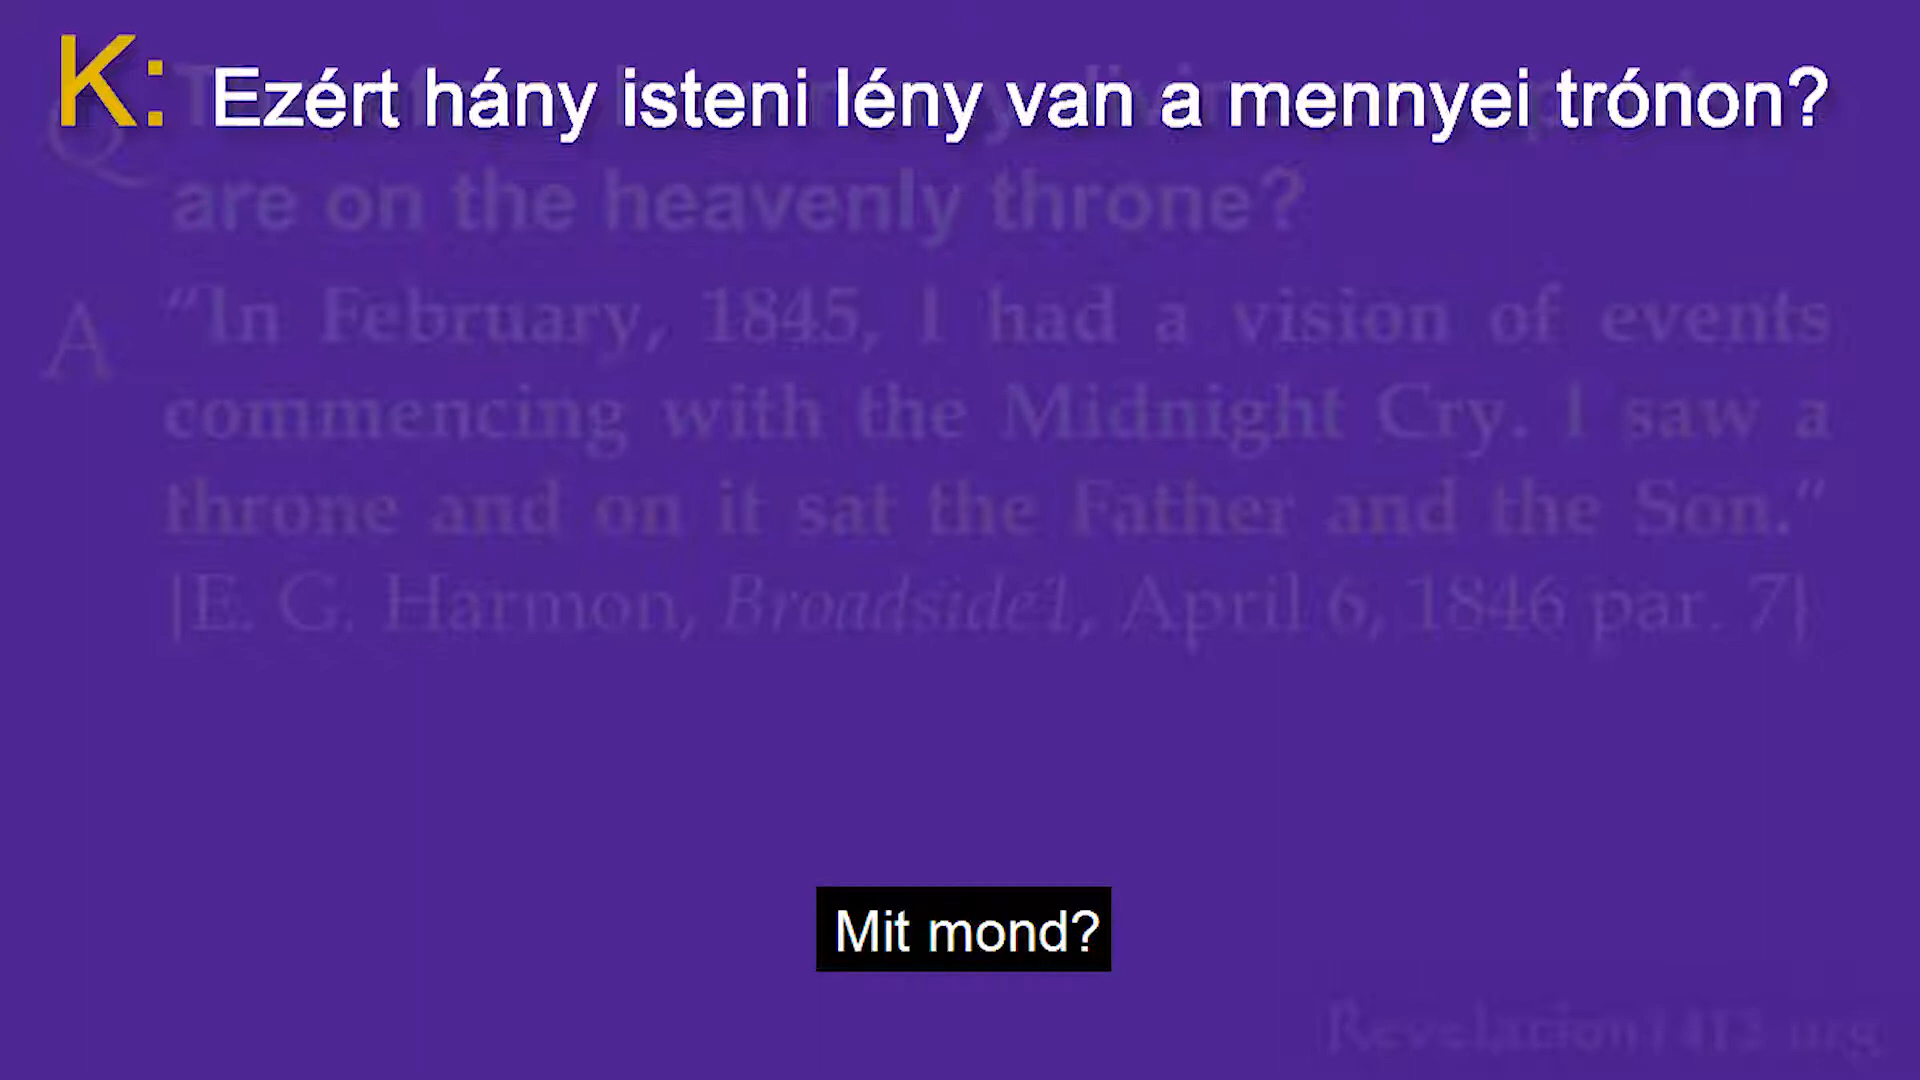 K: Ezért hány isteni lény van a mennyei trónon?
are on the heavenly throne?
A "In February, 1845, I had a vision of events
commencing with the Midnight Cry. I saw a
throne and on it sat the Father and the Son."
{E. G. Harmon, Broadside1, April 6, 1846 par. 7}
Mit mond?